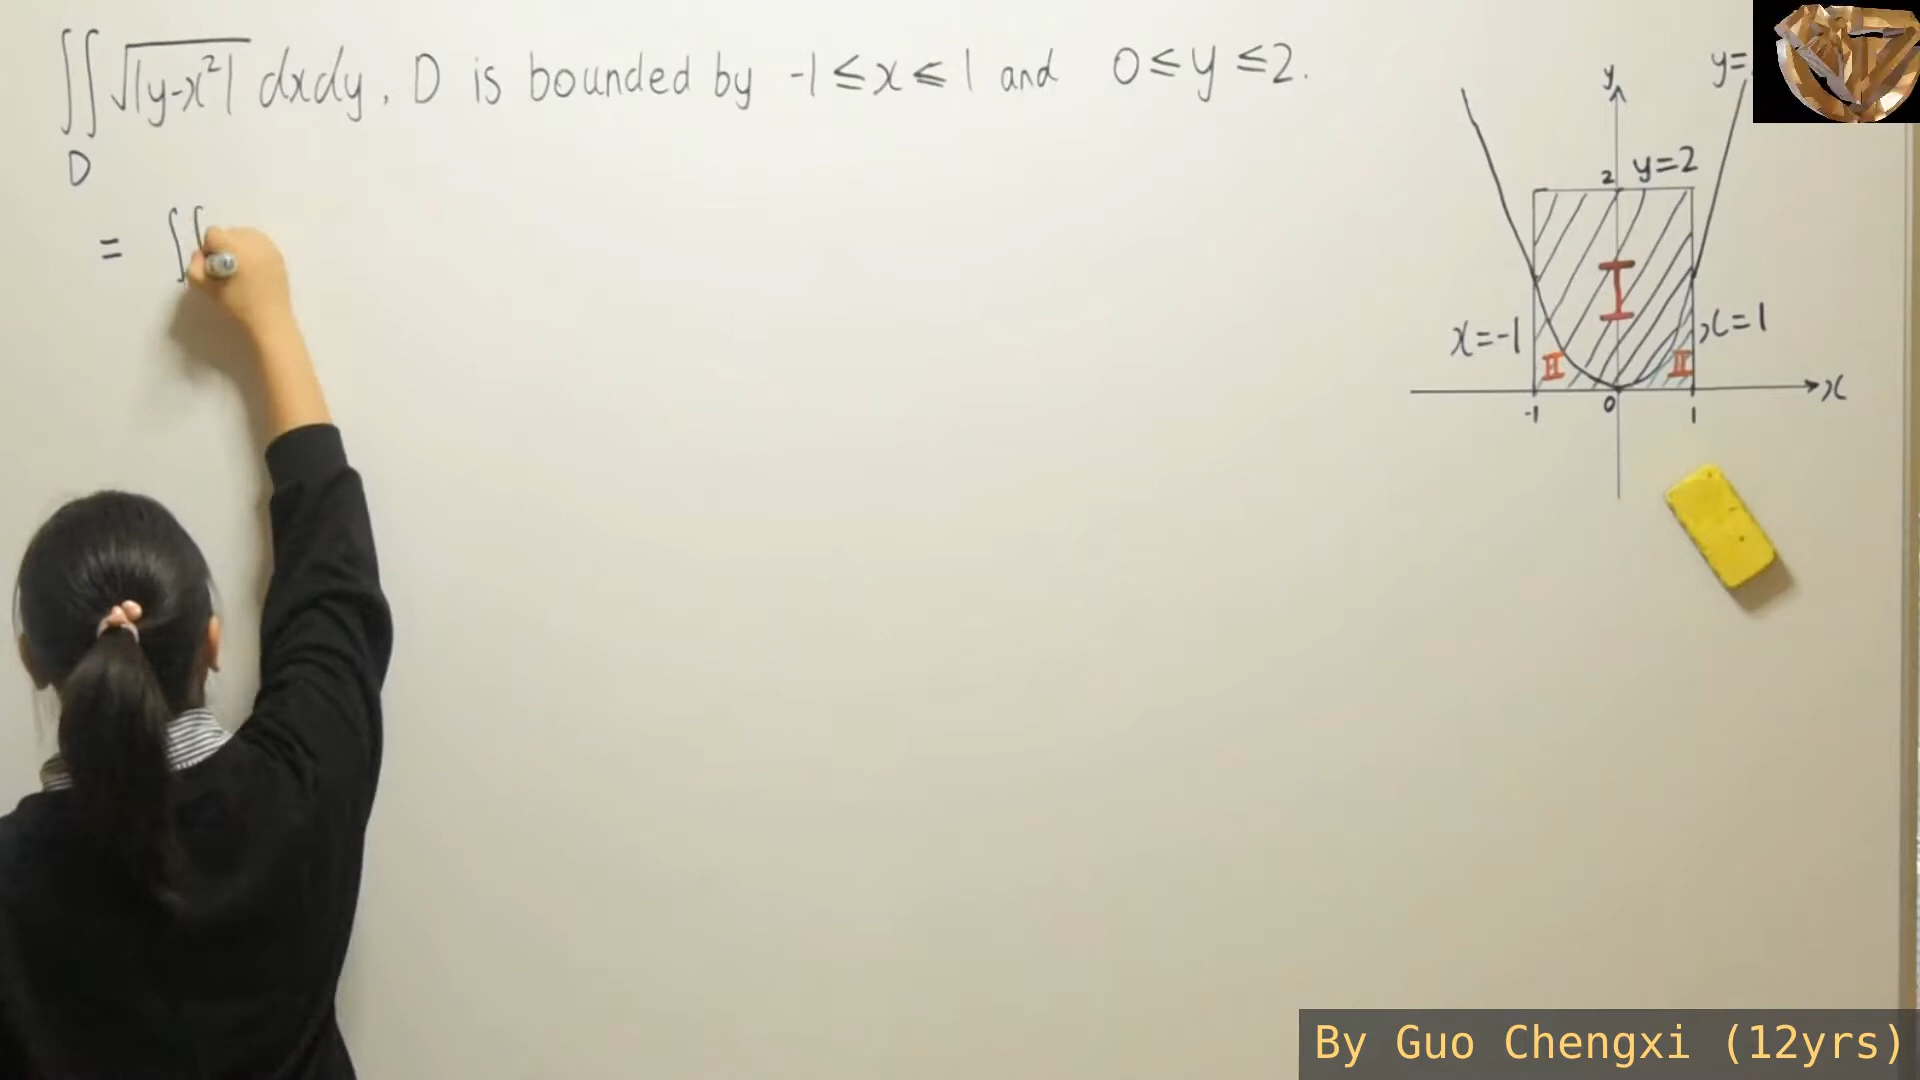 ∬ √|y-x²| dxdy, D is bounded by -1≤x≤1 and 0≤y≤2.
D
= ∬
y
y=
2 y=2
I
x=-1
x=1
II
II
x
-1
0
1
By Guo Chengxi (12yrs)